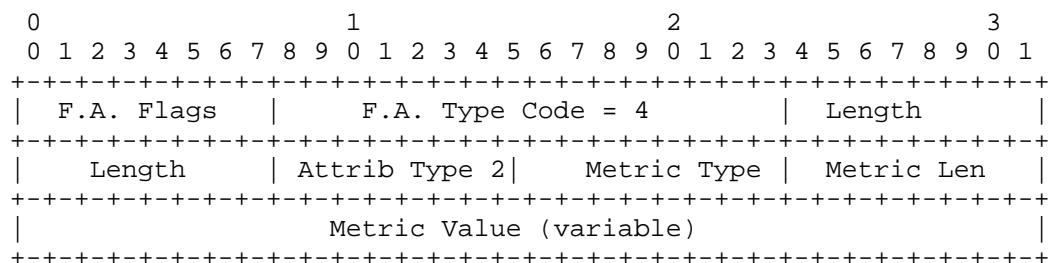 0                   1                   2                   3
 0 1 2 3 4 5 6 7 8 9 0 1 2 3 4 5 6 7 8 9 0 1 2 3 4 5 6 7 8 9 0 1
+-+-+-+-+-+-+-+-+-+-+-+-+-+-+-+-+-+-+-+-+-+-+-+-+-+-+-+-+-+-+-+-+
|  F.A. Flags   |     F.A. Type Code = 4        |  Length       |
+-+-+-+-+-+-+-+-+-+-+-+-+-+-+-+-+-+-+-+-+-+-+-+-+-+-+-+-+-+-+-+-+
|    Length     | Attrib Type 2|    Metric Type |  Metric Len   |
+-+-+-+-+-+-+-+-+-+-+-+-+-+-+-+-+-+-+-+-+-+-+-+-+-+-+-+-+-+-+-+-+
|                   Metric Value (variable)                     |
+-+-+-+-+-+-+-+-+-+-+-+-+-+-+-+-+-+-+-+-+-+-+-+-+-+-+-+-+-+-+-+-+